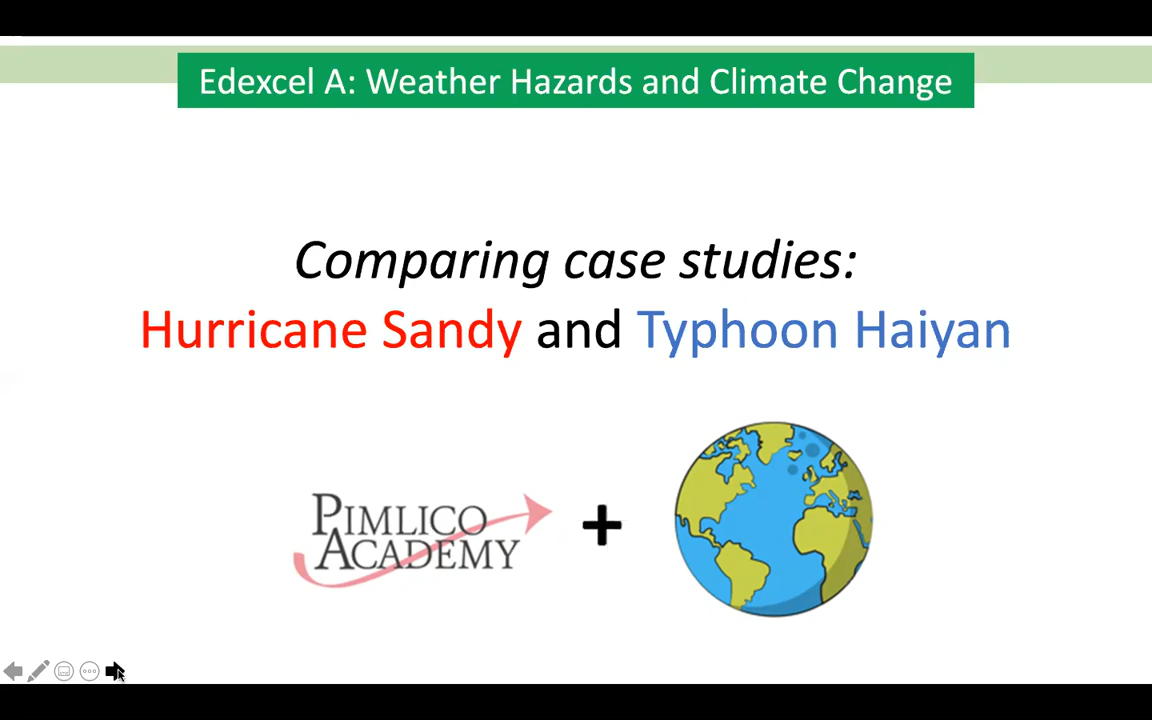 Edexcel A: Weather Hazards and Climate Change
Comparing case studies:
Hurricane Sandy and Typhoon Haiyan
PIMLICO
ACADEMY
+